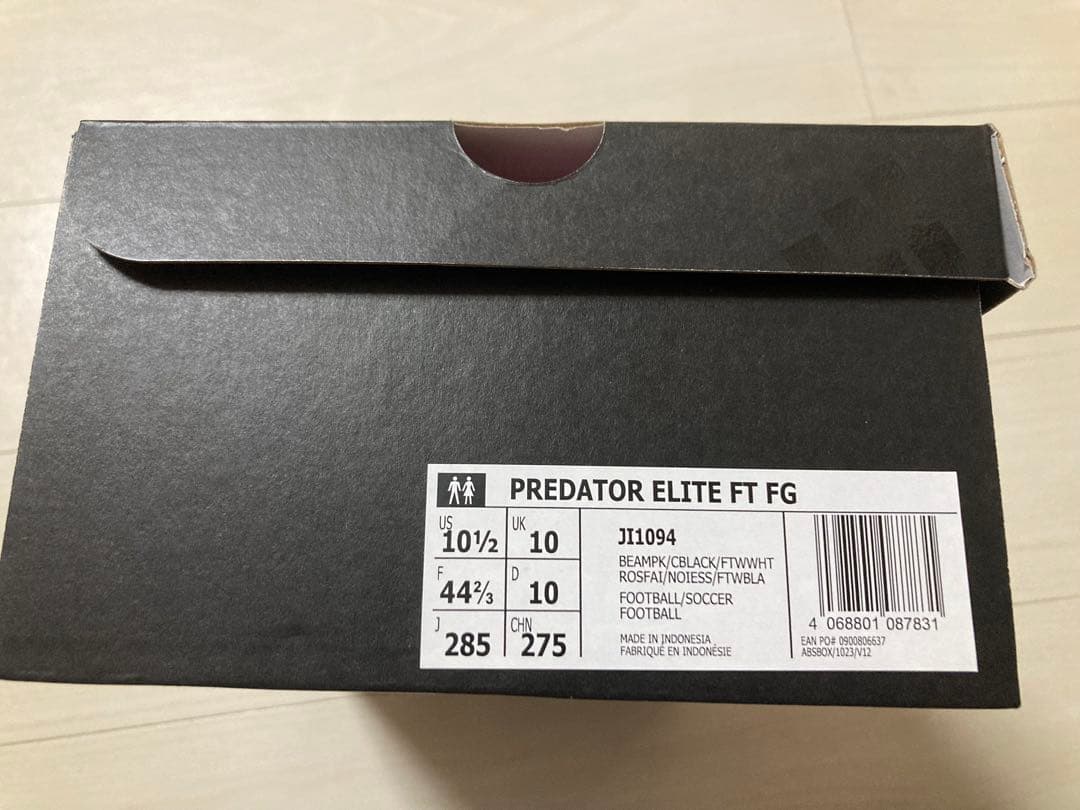 PREDATOR ELITE FT FG
US 10½ UK 10
F 44⅔ D 10
J 285 CHN 275
JI1094
BEAMPK/CBLACK/FTWWHT
ROSFAI/NOIESS/FTWBLA
FOOTBALL/SOCCER
FOOTBALL
MADE IN INDONESIA
FABRIQUÉ EN INDONÉSIE
4 068801 087831
EAN PO# 0900806637
ABSBOX/1023/V12